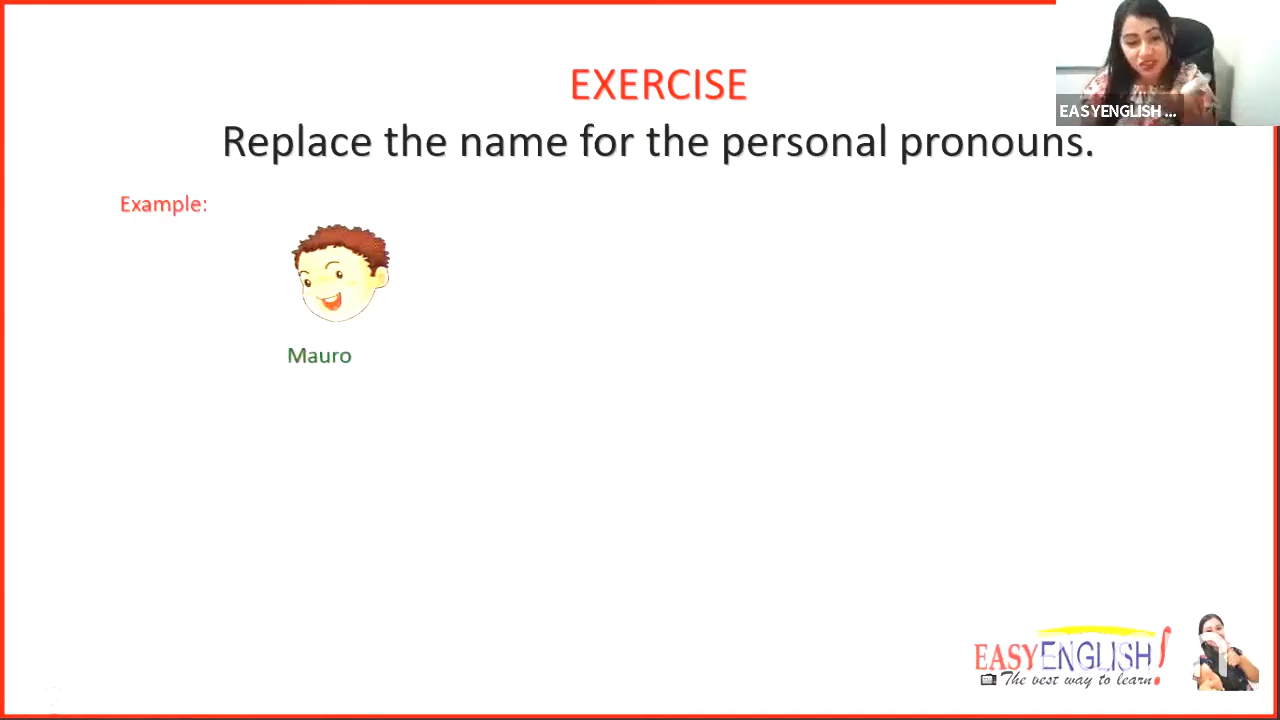 EXERCISE
EASYENGLISH ...
Replace the name for the personal pronouns.
Example:
Mauro
EASYENGLISH!
The best way to learn!